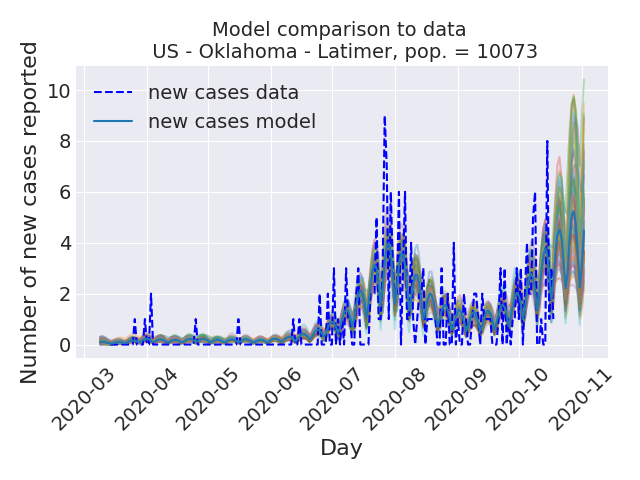 Model comparison to data
US - Oklahoma - Latimer, pop. = 10073
new cases data
new cases model
Number of new cases reported
10
8
6
4
2
0
2020-03
2020-04
2020-05
2020-06
2020-07
2020-08
2020-09
2020-10
2020-11
Day